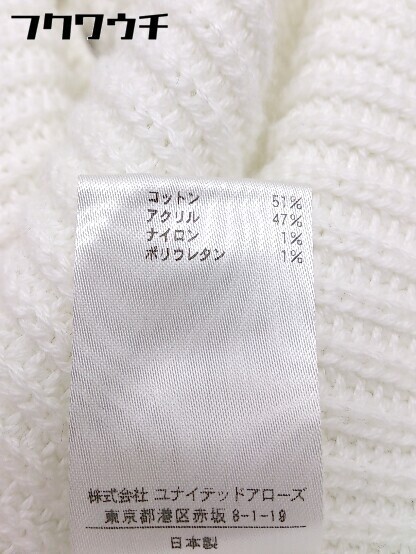 フクワウチ
コットン 51%
アクリル 47%
ナイロン 1%
ポリウレタン 1%
株式会社 ユナイテッドアローズ
東京都港区赤坂 8-1-19
日本製